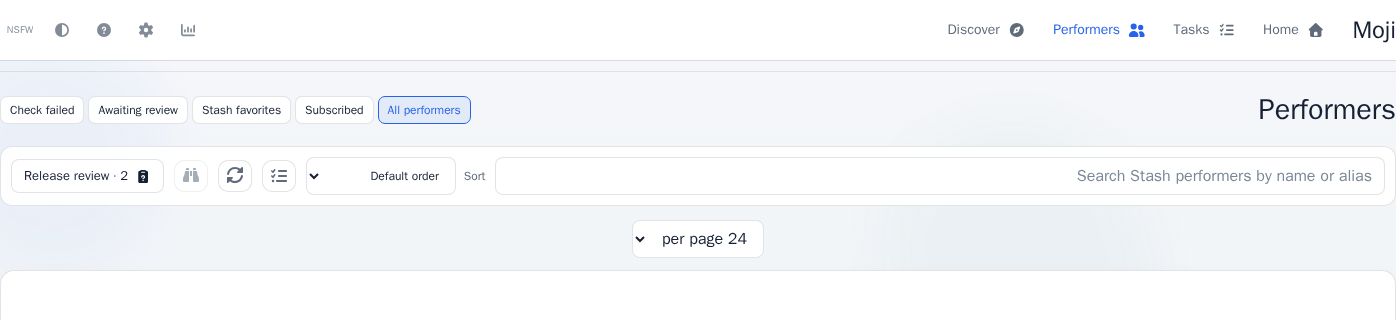 Moji Home Tasks Performers Discover NSFW
Performers
All performers Subscribed Stash favorites Awaiting review Check failed
Search Stash performers by name or alias Sort Default order Release review · 2
per page 24